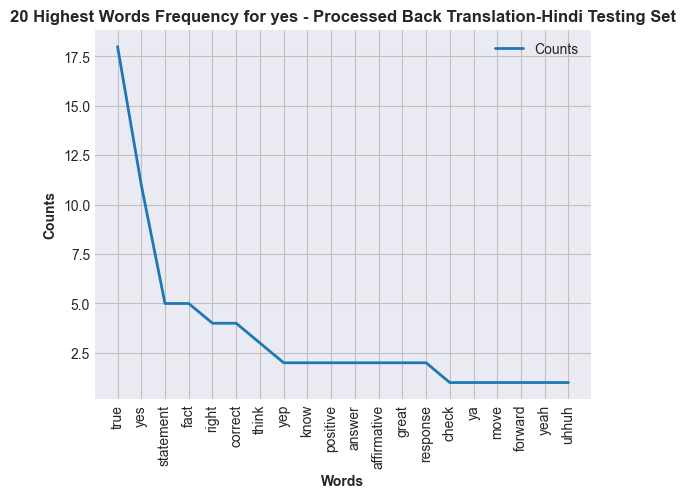 20 Highest Words Frequency for yes - Processed Back Translation-Hindi Testing Set
Counts
17.5
15.0
12.5
10.0
7.5
5.0
2.5
Counts
true
yes
statement
fact
right
correct
think
yep
know
positive
answer
affirmative
great
response
check
ya
move
forward
yeah
uhhuh
Words